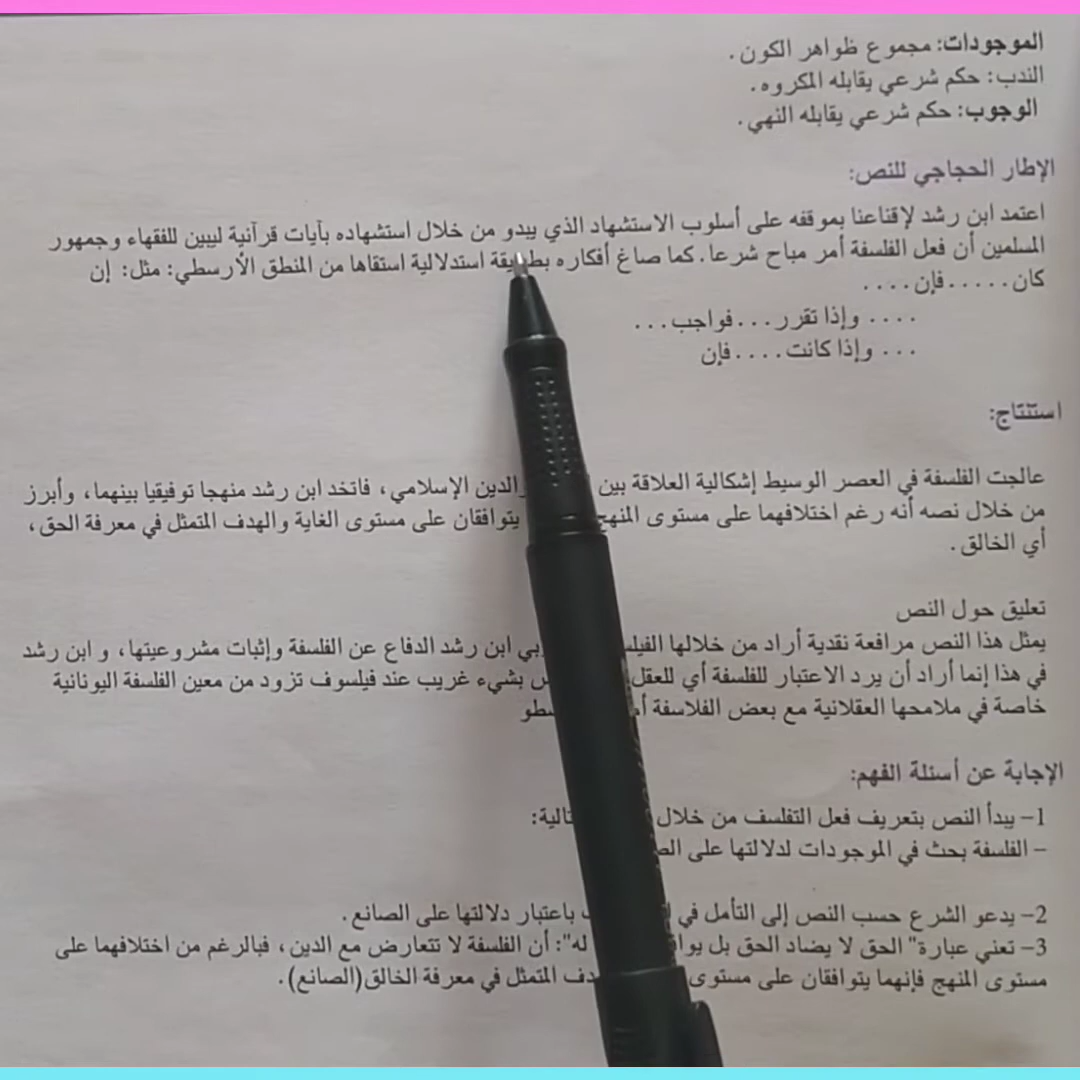 الموجودات: مجموع ظواهر الكون.
الندب: حكم شرعي يقابله المكروه.
الوجوب: حكم شرعي يقابله النهي.
الإطار الحجاجي للنص:
اعتمد ابن رشد لإقناعنا بموقفه على أسلوب الاستشهاد الذي يبدو من خلال استشهاده بآيات قرآنية ليبين للفقهاء وجمهور
المسلمين أن فعل الفلسفة أمر مباح شرعا. كما صاغ أفكاره بطريقة استدلالية استقاها من المنطق الأرسطي: مثل: إن
كان.....فإن....
.... وإذا تقرر...فواجب...
... وإذا كانت....فإن
استنتاج:
عالجت الفلسفة في العصر الوسيط إشكالية العلاقة بين والدين الإسلامي، فاتخد ابن رشد منهجا توفيقيا بينهما، وأبرز
من خلال نصه أنه رغم اختلافهما على مستوى المنهج يتوافقان على مستوى الغاية والهدف المتمثل في معرفة الحق،
أي الخالق.
تعليق حول النص
يمثل هذا النص مرافعة نقدية أراد من خلالها ابن رشد الدفاع عن الفلسفة وإثبات مشروعيتها، و ابن رشد
في هذا إنما أراد أن يرد الاعتبار للفلسفة أي للعقل بشيء غريب عند فيلسوف تزود من معين الفلسفة اليونانية
خاصة في ملامحها العقلانية مع بعض الفلاسفة
الإجابة عن أسئلة الفهم:
1- يبدأ النص بتعريف فعل التفلسف من خلال
- الفلسفة بحث في الموجودات لدلالتها على
2- يدعو الشرع حسب النص إلى التأمل في باعتبار دلالتها على الصانع.
3- تعني عبارة" الحق لا يضاد الحق بل له": أن الفلسفة لا تتعارض مع الدين، فبالرغم من اختلافهما على
مستوى المنهج فإنهما يتوافقان على مستوى المتمثل في معرفة الخالق(الصانع).